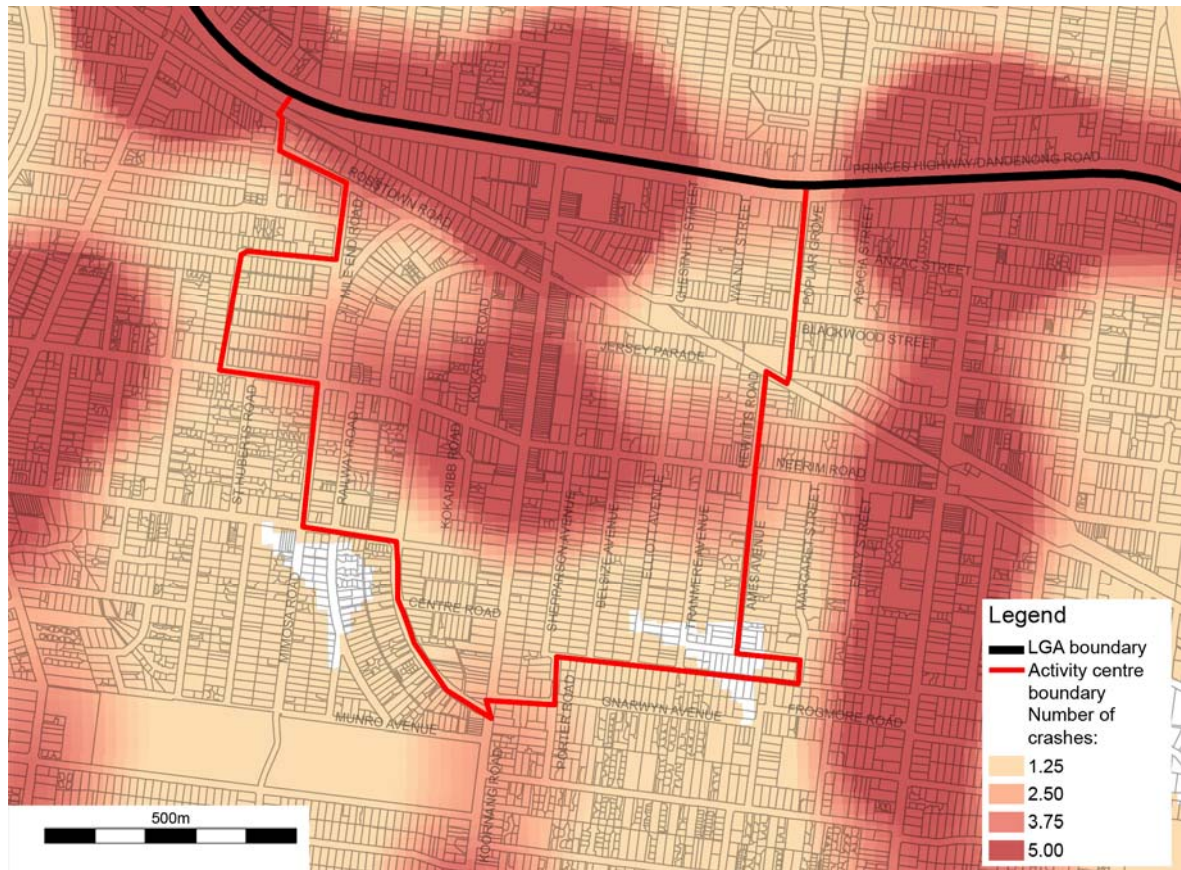 PRINCES HIGHWAY/DANDENONG ROAD
ROSSTOWN ROAD
MILE END ROAD
CHESTNUT STREET
WALNUT STREET
POPLAR GROVE
ACACIA STREET
ANZAC STREET
BLACKWOOD STREET
JERSEY PARADE
KOKARIBB ROAD
ST HUBERTS ROAD
RAILWAY ROAD
KOKARIBB ROAD
HEWITTS ROAD
NEERIM ROAD
SHEPPARSON AVENUE
BELSIZE AVENUE
ELLIOTT AVENUE
TRANMERE AVENUE
AMES AVENUE
MARGARET STREET
EMILY STREET
MIMOSA ROAD
CENTRE ROAD
MUNRO AVENUE
KOORNANG ROAD
PORTER ROAD
GNARWYN AVENUE
FROGMORE ROAD
500m
Legend
LGA boundary
Activity centre
boundary
Number of
crashes:
1.25
2.50
3.75
5.00